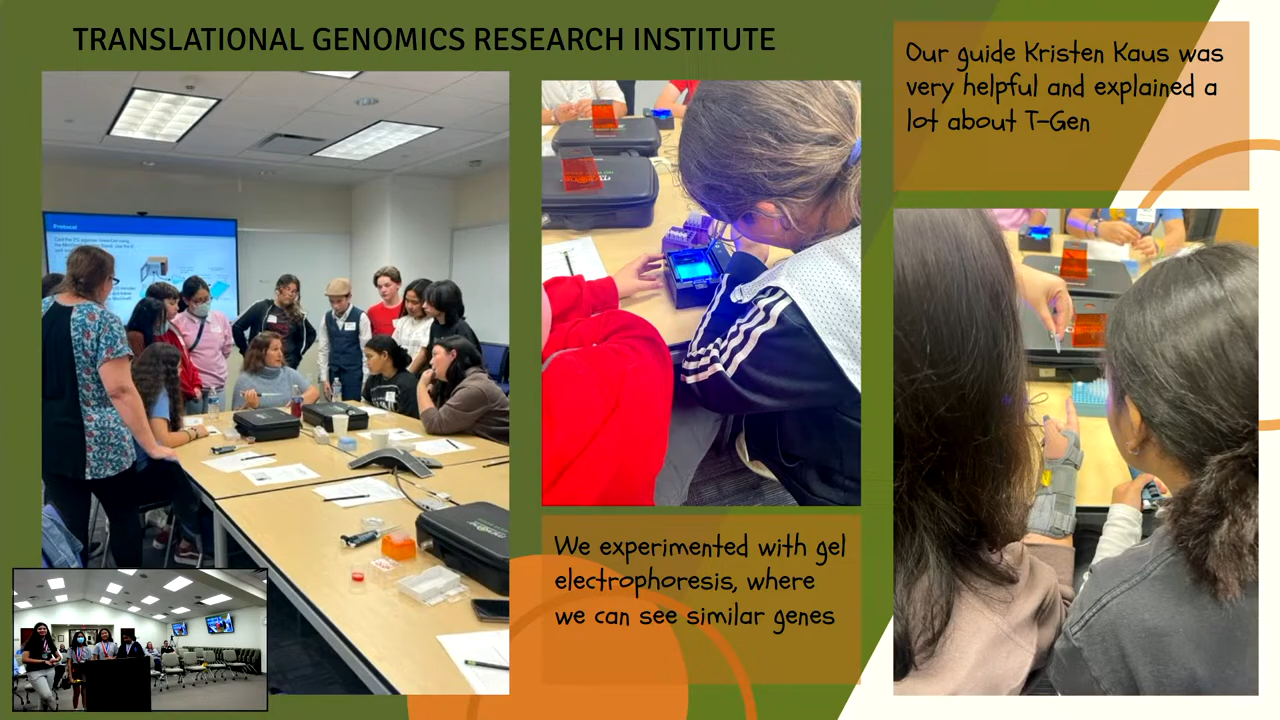 TRANSLATIONAL GENOMICS RESEARCH INSTITUTE
Our guide Kristen Kaus was
very helpful and explained a
lot about T-Gen
Protocol
We experimented with gel
electrophoresis, where
we can see similar genes